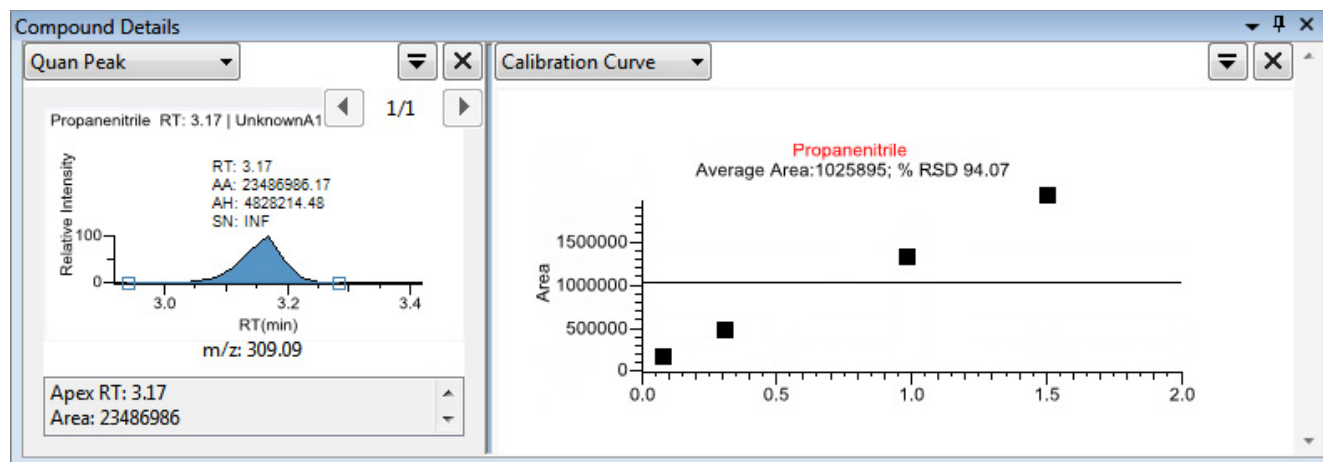 Compound Details
Quan Peak
1/1
Propanenitrile RT: 3.17 | UnknownA1
RT: 3.17
AA: 23486986.17
AH: 4828214.48
SN: INF
Relative Intensity
100
0
3.0 3.2 3.4
RT(min)
m/z: 309.09
Apex RT: 3.17
Area: 23486986
Calibration Curve
Propanenitrile
Average Area:1025895; % RSD 94.07
Area
1500000
1000000
500000
0
0.0 0.5 1.0 1.5 2.0